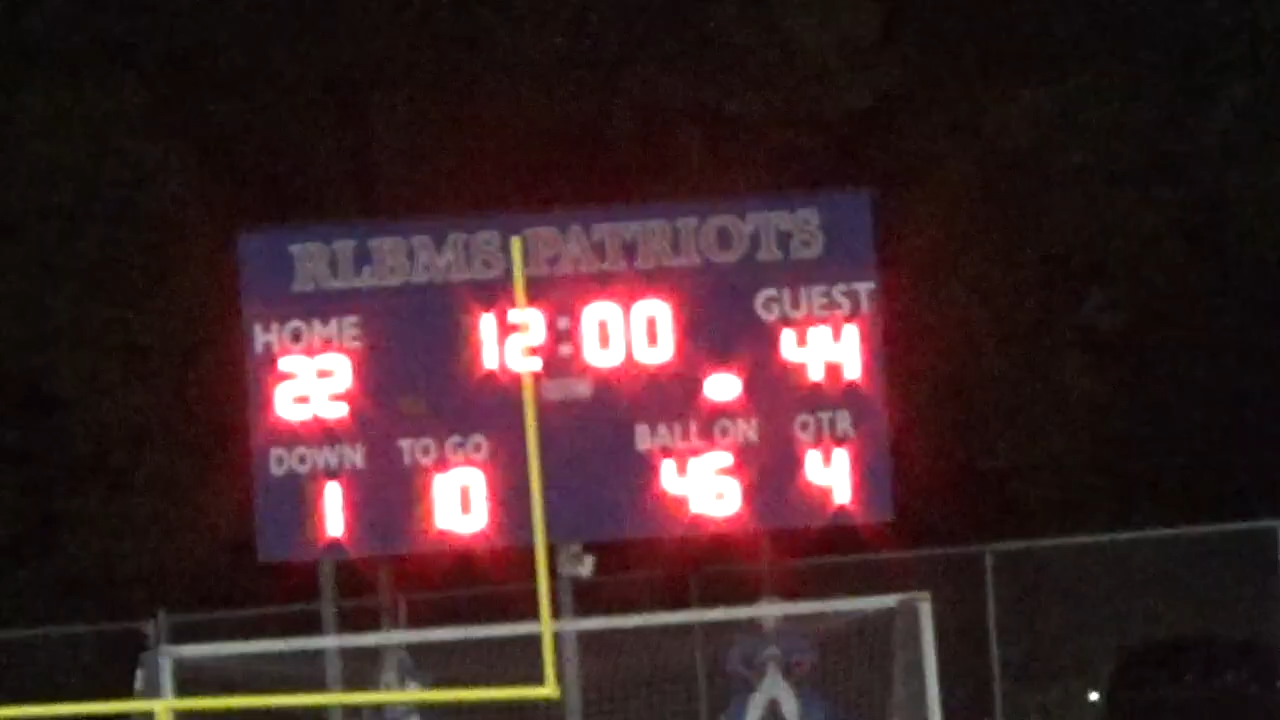 RLBMS PATRIOTS
HOME 12:00 GUEST
22 44
DOWN TO GO BALL ON QTR
1 10 46 4